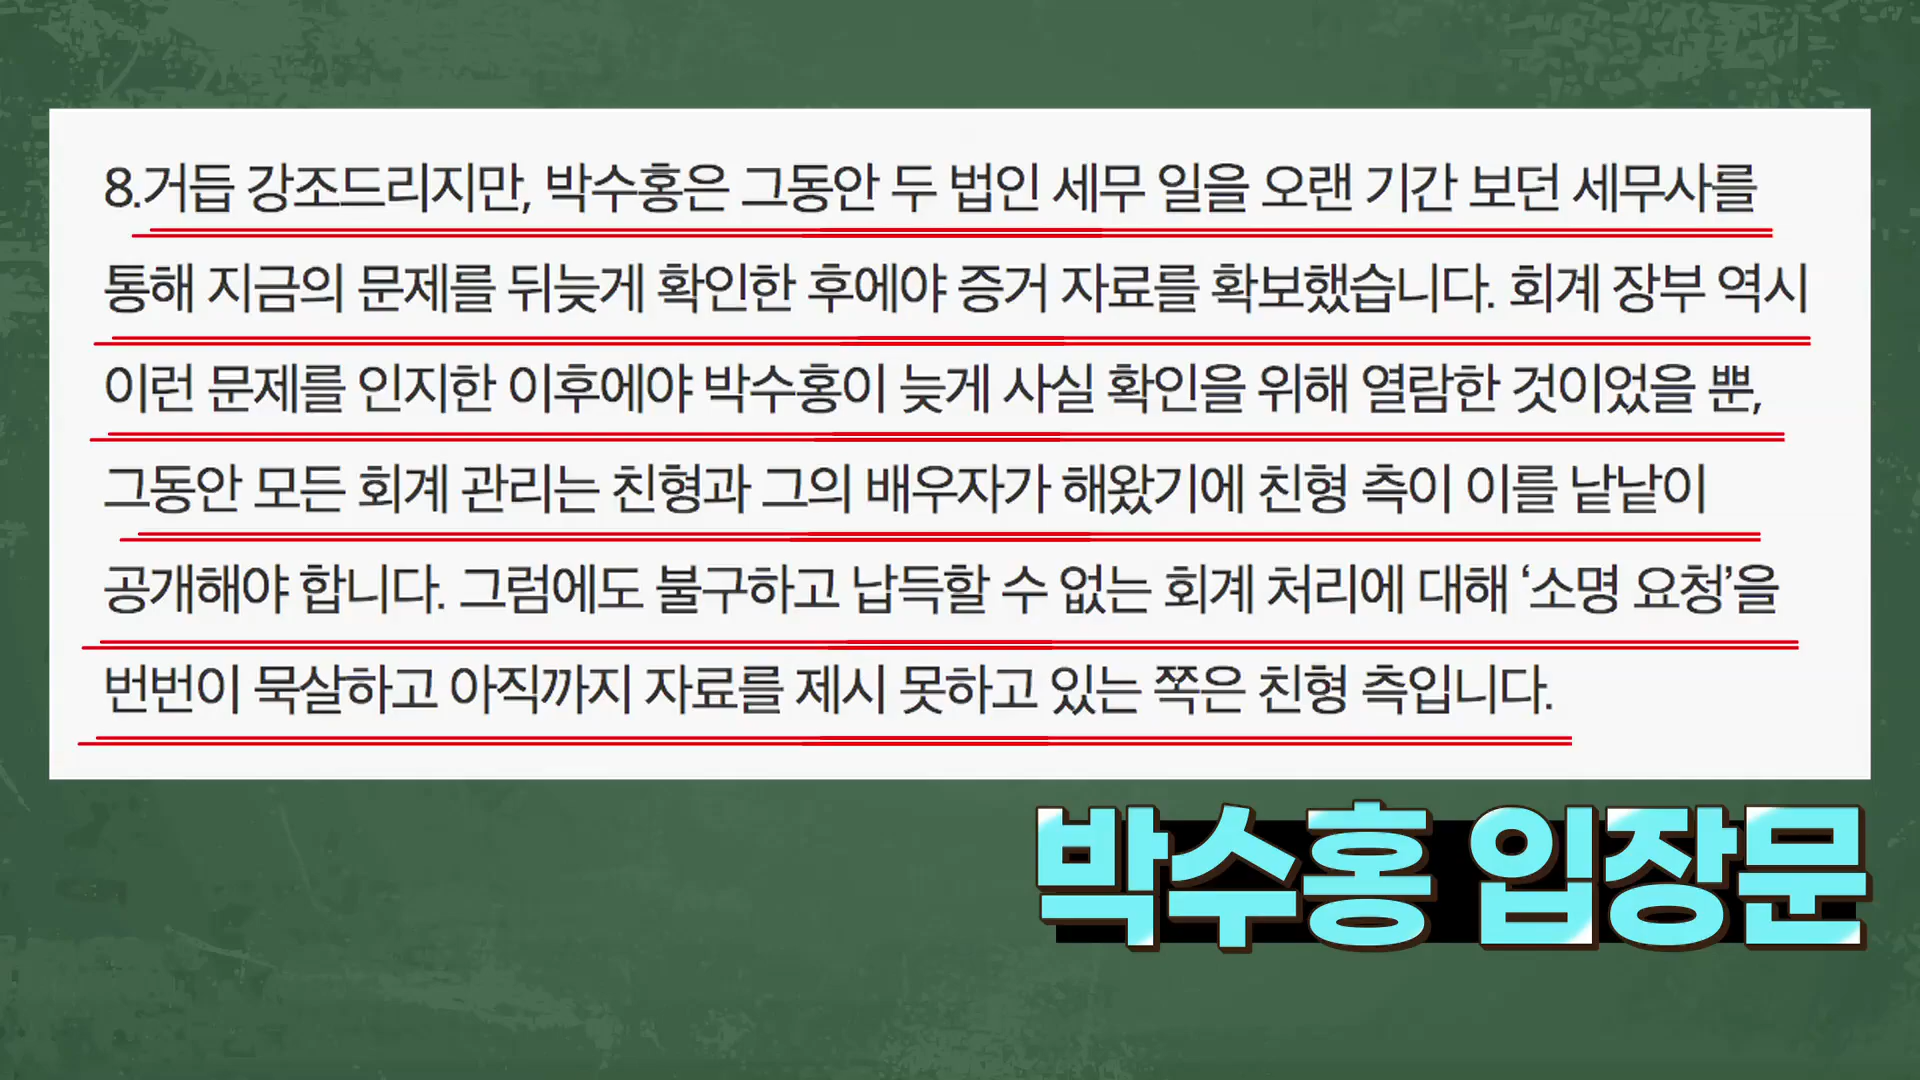 8.거듭 강조드리지만, 박수홍은 그동안 두 법인 세무 일을 오랜 기간 보던 세무사를
통해 지금의 문제를 뒤늦게 확인한 후에야 증거 자료를 확보했습니다. 회계 장부 역시
이런 문제를 인지한 이후에야 박수홍이 늦게 사실 확인을 위해 열람한 것이었을 뿐,
그동안 모든 회계 관리는 친형과 그의 배우자가 해왔기에 친형 측이 이를 낱낱이
공개해야 합니다. 그럼에도 불구하고 납득할 수 없는 회계 처리에 대해 ‘소명 요청’을
번번이 묵살하고 아직까지 자료를 제시 못하고 있는 쪽은 친형 측입니다.
박수홍 입장문